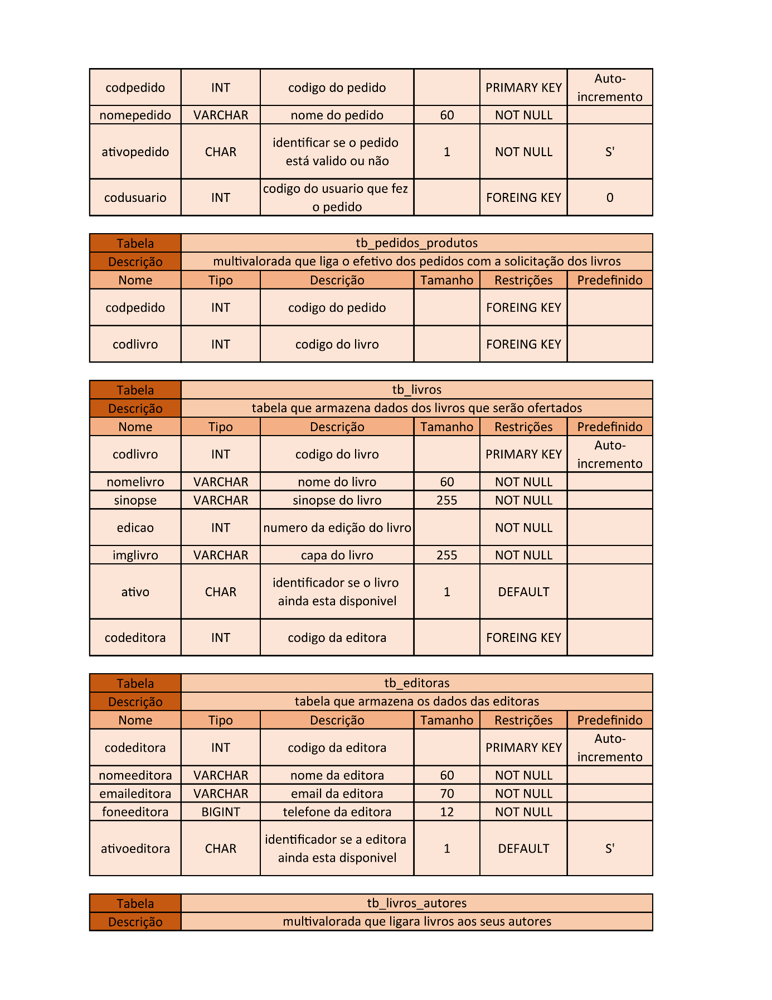 codpedido INT codigo do pedido PRIMARY KEY Auto-
incremento
nomepedido VARCHAR nome do pedido 60 NOT NULL
ativopedido CHAR identificar se o pedido
está valido ou não 1 NOT NULL S'
codusuario INT codigo do usuario que fez
o pedido FOREING KEY 0
Tabela tb_pedidos_produtos
Descrição multivalorada que liga o efetivo dos pedidos com a solicitação dos livros
Nome Tipo Descrição Tamanho Restrições Predefinido
codpedido INT codigo do pedido FOREING KEY
codlivro INT codigo do livro FOREING KEY
Tabela tb_livros
Descrição tabela que armazena dados dos livros que serão ofertados
Nome Tipo Descrição Tamanho Restrições Predefinido
codlivro INT codigo do livro PRIMARY KEY Auto-
incremento
nomelivro VARCHAR nome do livro 60 NOT NULL
sinopse VARCHAR sinopse do livro 255 NOT NULL
edicao INT numero da edição do livro NOT NULL
imglivro VARCHAR capa do livro 255 NOT NULL
ativo CHAR identificador se o livro
ainda esta disponivel 1 DEFAULT
codeditora INT codigo da editora FOREING KEY
Tabela tb_editoras
Descrição tabela que armazena os dados das editoras
Nome Tipo Descrição Tamanho Restrições Predefinido
codeditora INT codigo da editora PRIMARY KEY Auto-
incremento
nomeeditora VARCHAR nome da editora 60 NOT NULL
emaileditora VARCHAR email da editora 70 NOT NULL
foneeditora BIGINT telefone da editora 12 NOT NULL
ativoeditora CHAR identificador se a editora
ainda esta disponivel 1 DEFAULT S'
Tabela tb_livros_autores
Descrição multivalorada que ligara livros aos seus autores